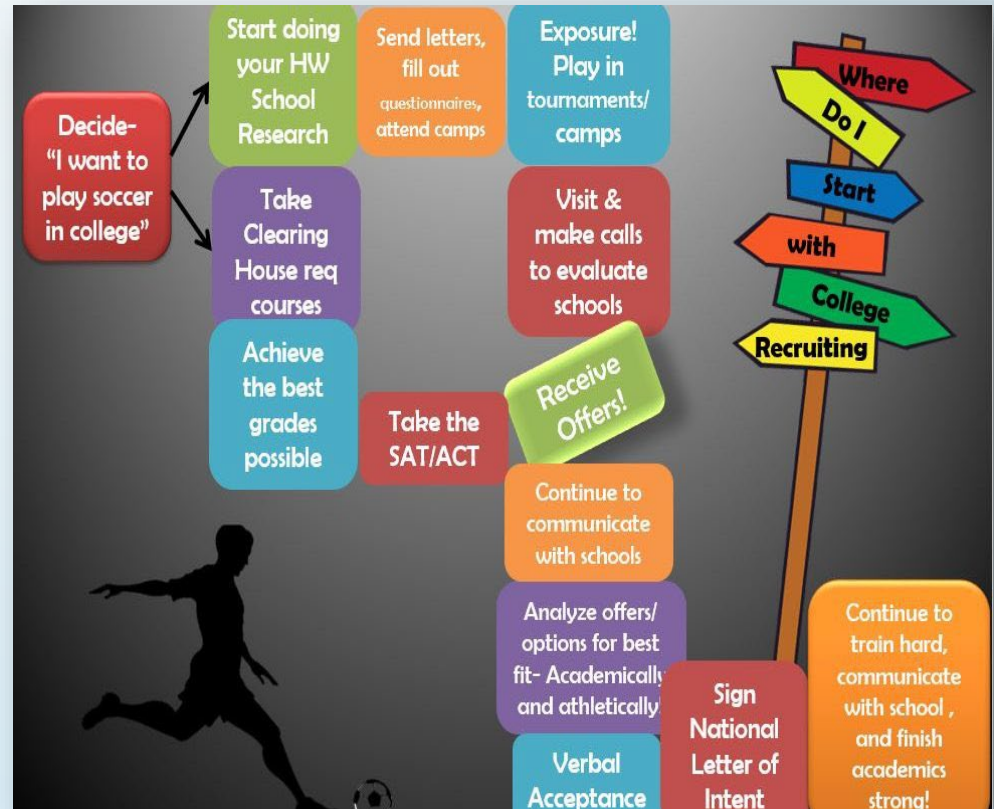 Decide-
“I want to
play soccer
in college”
Start doing
your HW
School
Research
Send letters,
fill out
questionnaires,
attend camps
Exposure!
Play in
tournaments/
camps
Take
Clearing
House req
courses
Visit &
make calls
to evaluate
schools
Achieve
the best
grades
possible
Take the
SAT/ACT
Receive
Offers!
Continue to
communicate
with schools
Analyze offers/
options for best
fit- Academically
and athletically!
Verbal
Acceptance
Sign
National
Letter of
Intent
Continue to
train hard,
communicate
with school ,
and finish
academics
strong!
Where
Do I
Start
with
College
Recruiting